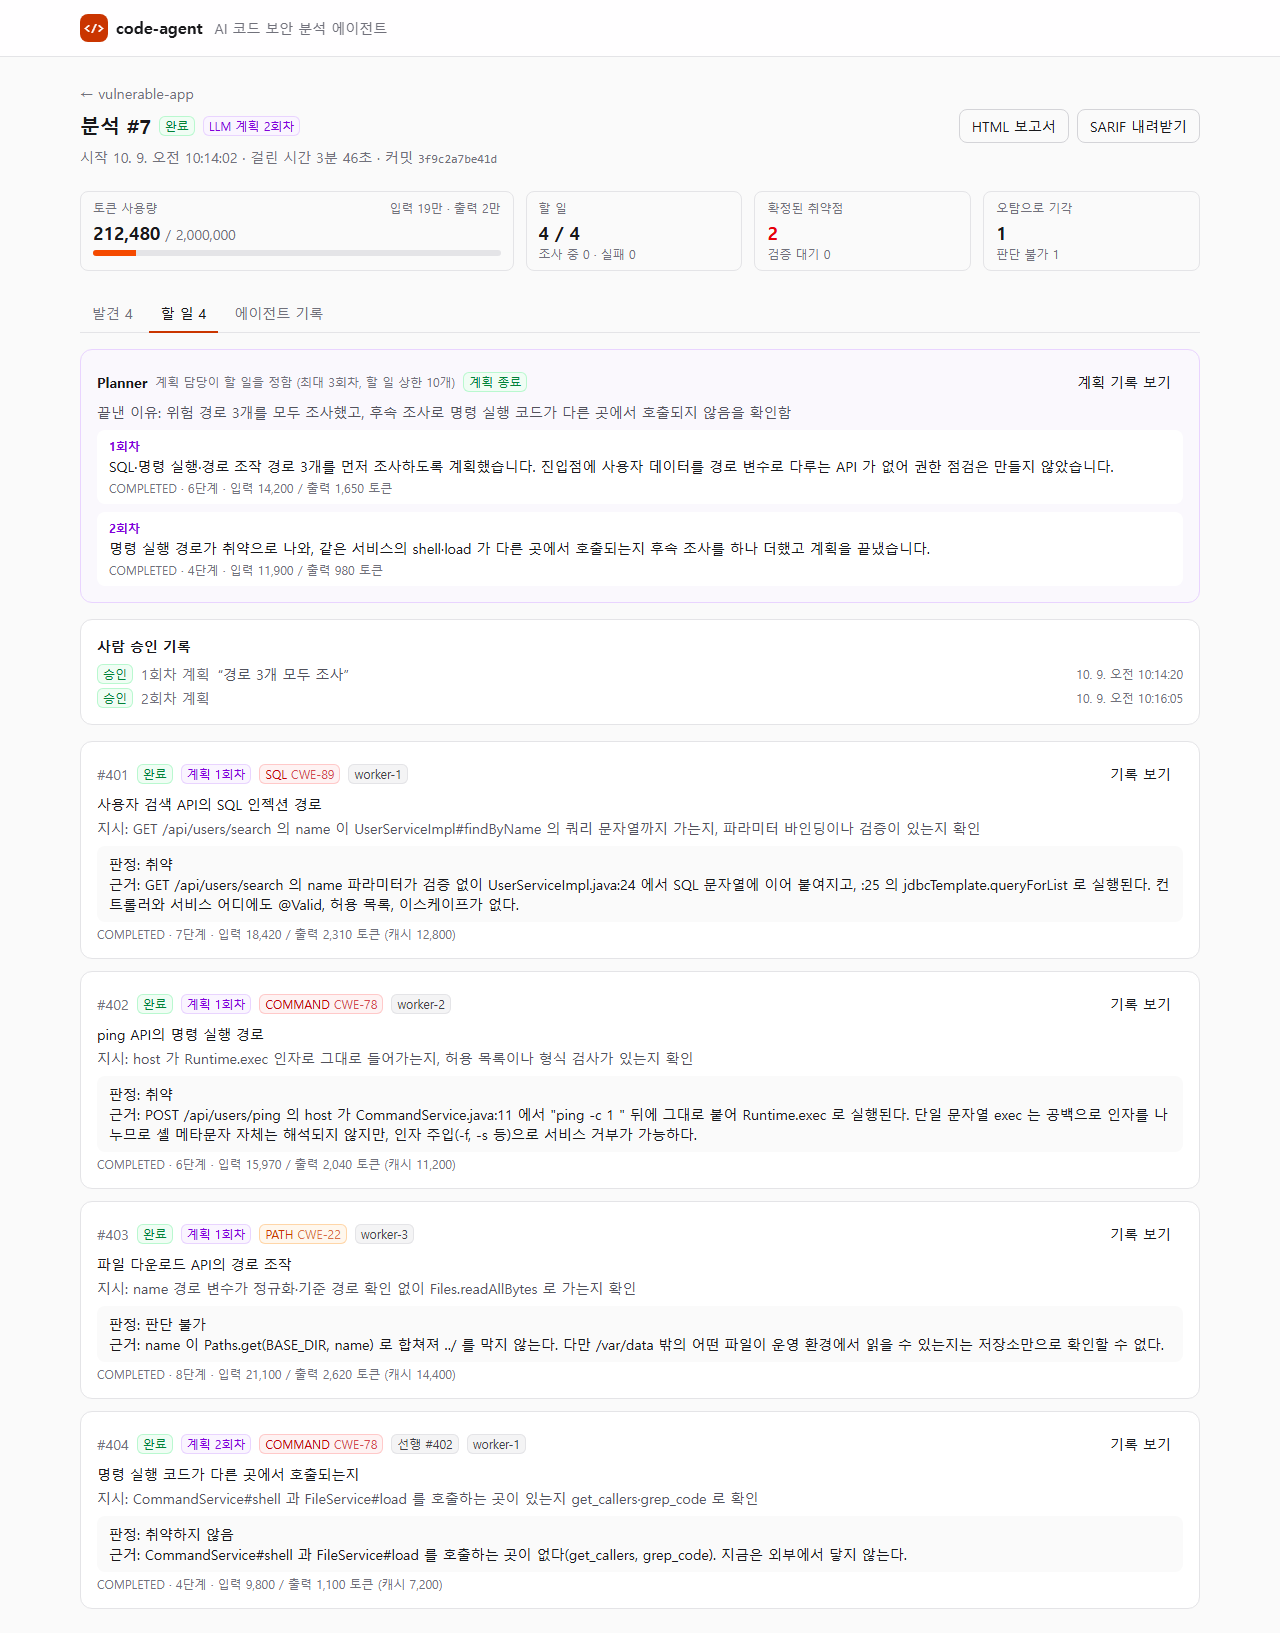 </> code-agent AI 코드 보안 분석 에이전트
← vulnerable-app
분석 #7 완료 LLM 계획 2회차 HTML 보고서 SARIF 내려받기
시작 10. 9. 오전 10:14:02 · 걸린 시간 3분 46초 · 커밋 3f9c2a7be41d
토큰 사용량 입력 19만 · 출력 2만
212,480 / 2,000,000
할 일
4 / 4
조사 중 0 · 실패 0
확정된 취약점
2
검증 대기 0
오탐으로 기각
1
판단 불가 1
발견 4 할 일 4 에이전트 기록
Planner 계획 담당이 할 일을 정함 (최대 3회차, 할 일 상한 10개) 계획 종료 계획 기록 보기
끝낸 이유: 위험 경로 3개를 모두 조사했고, 후속 조사로 명령 실행 코드가 다른 곳에서 호출되지 않음을 확인함
1회차
SQL·명령 실행·경로 조작 경로 3개를 먼저 조사하도록 계획했습니다. 진입점에 사용자 데이터를 경로 변수로 다루는 API 가 없어 권한 점검은 만들지 않았습니다.
COMPLETED · 6단계 · 입력 14,200 / 출력 1,650 토큰
2회차
명령 실행 경로가 취약으로 나와, 같은 서비스의 shell·load 가 다른 곳에서 호출되는지 후속 조사를 하나 더했고 계획을 끝냈습니다.
COMPLETED · 4단계 · 입력 11,900 / 출력 980 토큰
사람 승인 기록
승인 1회차 계획 “경로 3개 모두 조사” 10. 9. 오전 10:14:20
승인 2회차 계획 10. 9. 오전 10:16:05
#401 완료 계획 1회차 SQL CWE-89 worker-1 기록 보기
사용자 검색 API의 SQL 인젝션 경로
지시: GET /api/users/search 의 name 이 UserServiceImpl#findByName 의 쿼리 문자열까지 가는지, 파라미터 바인딩이나 검증이 있는지 확인
판정: 취약
근거: GET /api/users/search 의 name 파라미터가 검증 없이 UserServiceImpl.java:24 에서 SQL 문자열에 이어 붙여지고, :25 의 jdbcTemplate.queryForList 로 실행된다. 컨
트롤러와 서비스 어디에도 @Valid, 허용 목록, 이스케이프가 없다.
COMPLETED · 7단계 · 입력 18,420 / 출력 2,310 토큰 (캐시 12,800)
#402 완료 계획 1회차 COMMAND CWE-78 worker-2 기록 보기
ping API의 명령 실행 경로
지시: host 가 Runtime.exec 인자로 그대로 들어가는지, 허용 목록이나 형식 검사가 있는지 확인
판정: 취약
근거: POST /api/users/ping 의 host 가 CommandService.java:11 에서 "ping -c 1 " 뒤에 그대로 붙어 Runtime.exec 로 실행된다. 단일 문자열 exec 는 공백으로 인자를 나
누므로 셸 메타문자 자체는 해석되지 않지만, 인자 주입(-f, -s 등)으로 서비스 거부가 가능하다.
COMPLETED · 6단계 · 입력 15,970 / 출력 2,040 토큰 (캐시 11,200)
#403 완료 계획 1회차 PATH CWE-22 worker-3 기록 보기
파일 다운로드 API의 경로 조작
지시: name 경로 변수가 정규화·기준 경로 확인 없이 Files.readAllBytes 로 가는지 확인
판정: 판단 불가
근거: name 이 Paths.get(BASE_DIR, name) 로 합쳐져 ../ 를 막지 않는다. 다만 /var/data 밖의 어떤 파일이 운영 환경에서 읽을 수 있는지는 저장소만으로 확인할 수 없다.
COMPLETED · 8단계 · 입력 21,100 / 출력 2,620 토큰 (캐시 14,400)
#404 완료 계획 2회차 COMMAND CWE-78 선행 #402 worker-1 기록 보기
명령 실행 코드가 다른 곳에서 호출되는지
지시: CommandService#shell 과 FileService#load 를 호출하는 곳이 있는지 get_callers·grep_code 로 확인
판정: 취약하지 않음
근거: CommandService#shell 과 FileService#load 를 호출하는 곳이 없다(get_callers, grep_code). 지금은 외부에서 닿지 않는다.
COMPLETED · 4단계 · 입력 9,800 / 출력 1,100 토큰 (캐시 7,200)